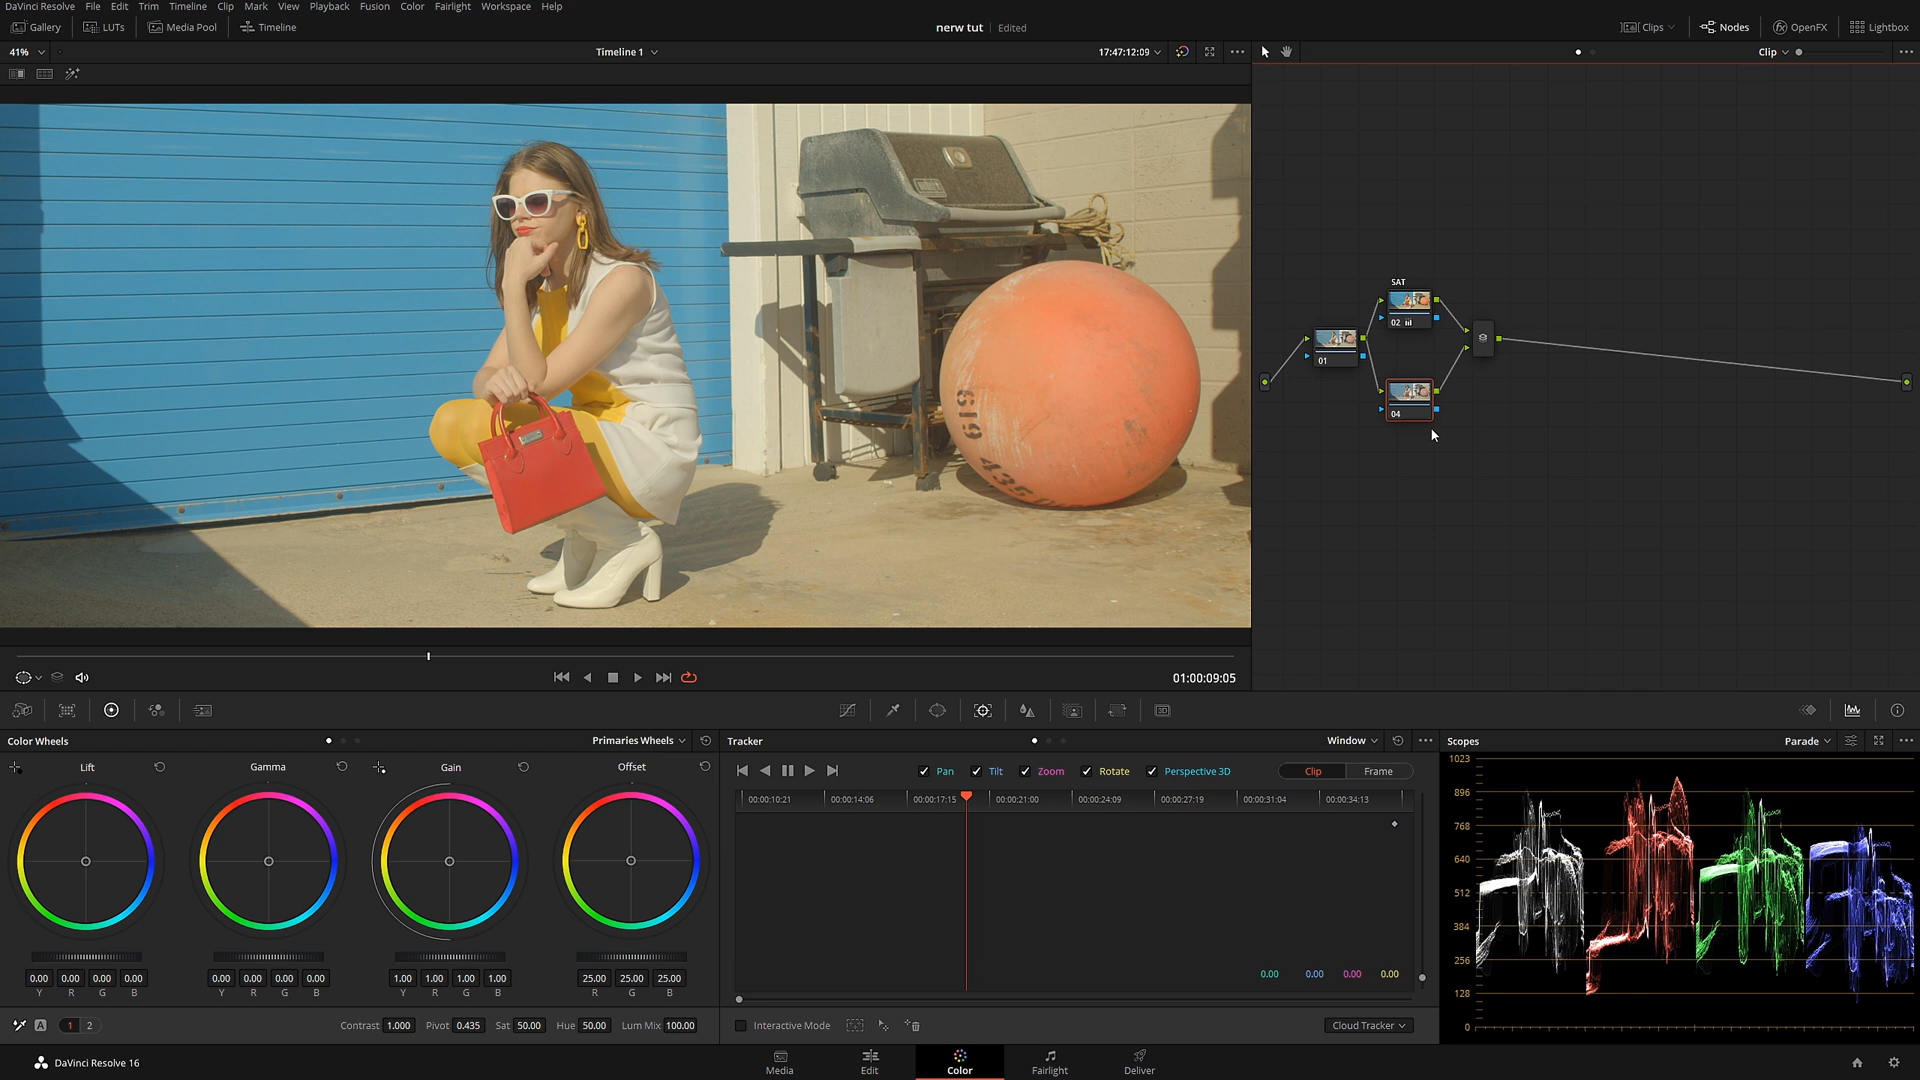 DaVinci Resolve File Edit Trim Timeline Clip Mark View Playback Fusion Color Fairlight Workspace Help
Gallery LUTs Media Pool Timeline nerw tut Edited Clips Nodes OpenFX Lightbox
41% Timeline 1 17:47:12:09 Clip
SAT
02
01
04
619
435
01:00:09:05
Color Wheels Primaries Wheels Tracker Window Scopes Parade
Lift Gamma Gain Offset
Pan Tilt Zoom Rotate Perspective 3D Clip Frame
00:00:10:21 00:00:14:06 00:00:17:15 00:00:21:00 00:00:24:09 00:00:27:19 00:00:31:04 00:00:34:13
1023
896
768
640
512
384
256
128
0
0.00 0.00 0.00 0.00
0.00 0.00 0.00 0.00 0.00 0.00 0.00 0.00 1.00 1.00 1.00 1.00 25.00 25.00 25.00
Y R G B Y R G B Y R G B R G B
A 1 2 Contrast 1.000 Pivot 0.435 Sat 50.00 Hue 50.00 Lum Mix 100.00 Interactive Mode Cloud Tracker
DaVinci Resolve 16 Media Edit Color Fairlight Deliver